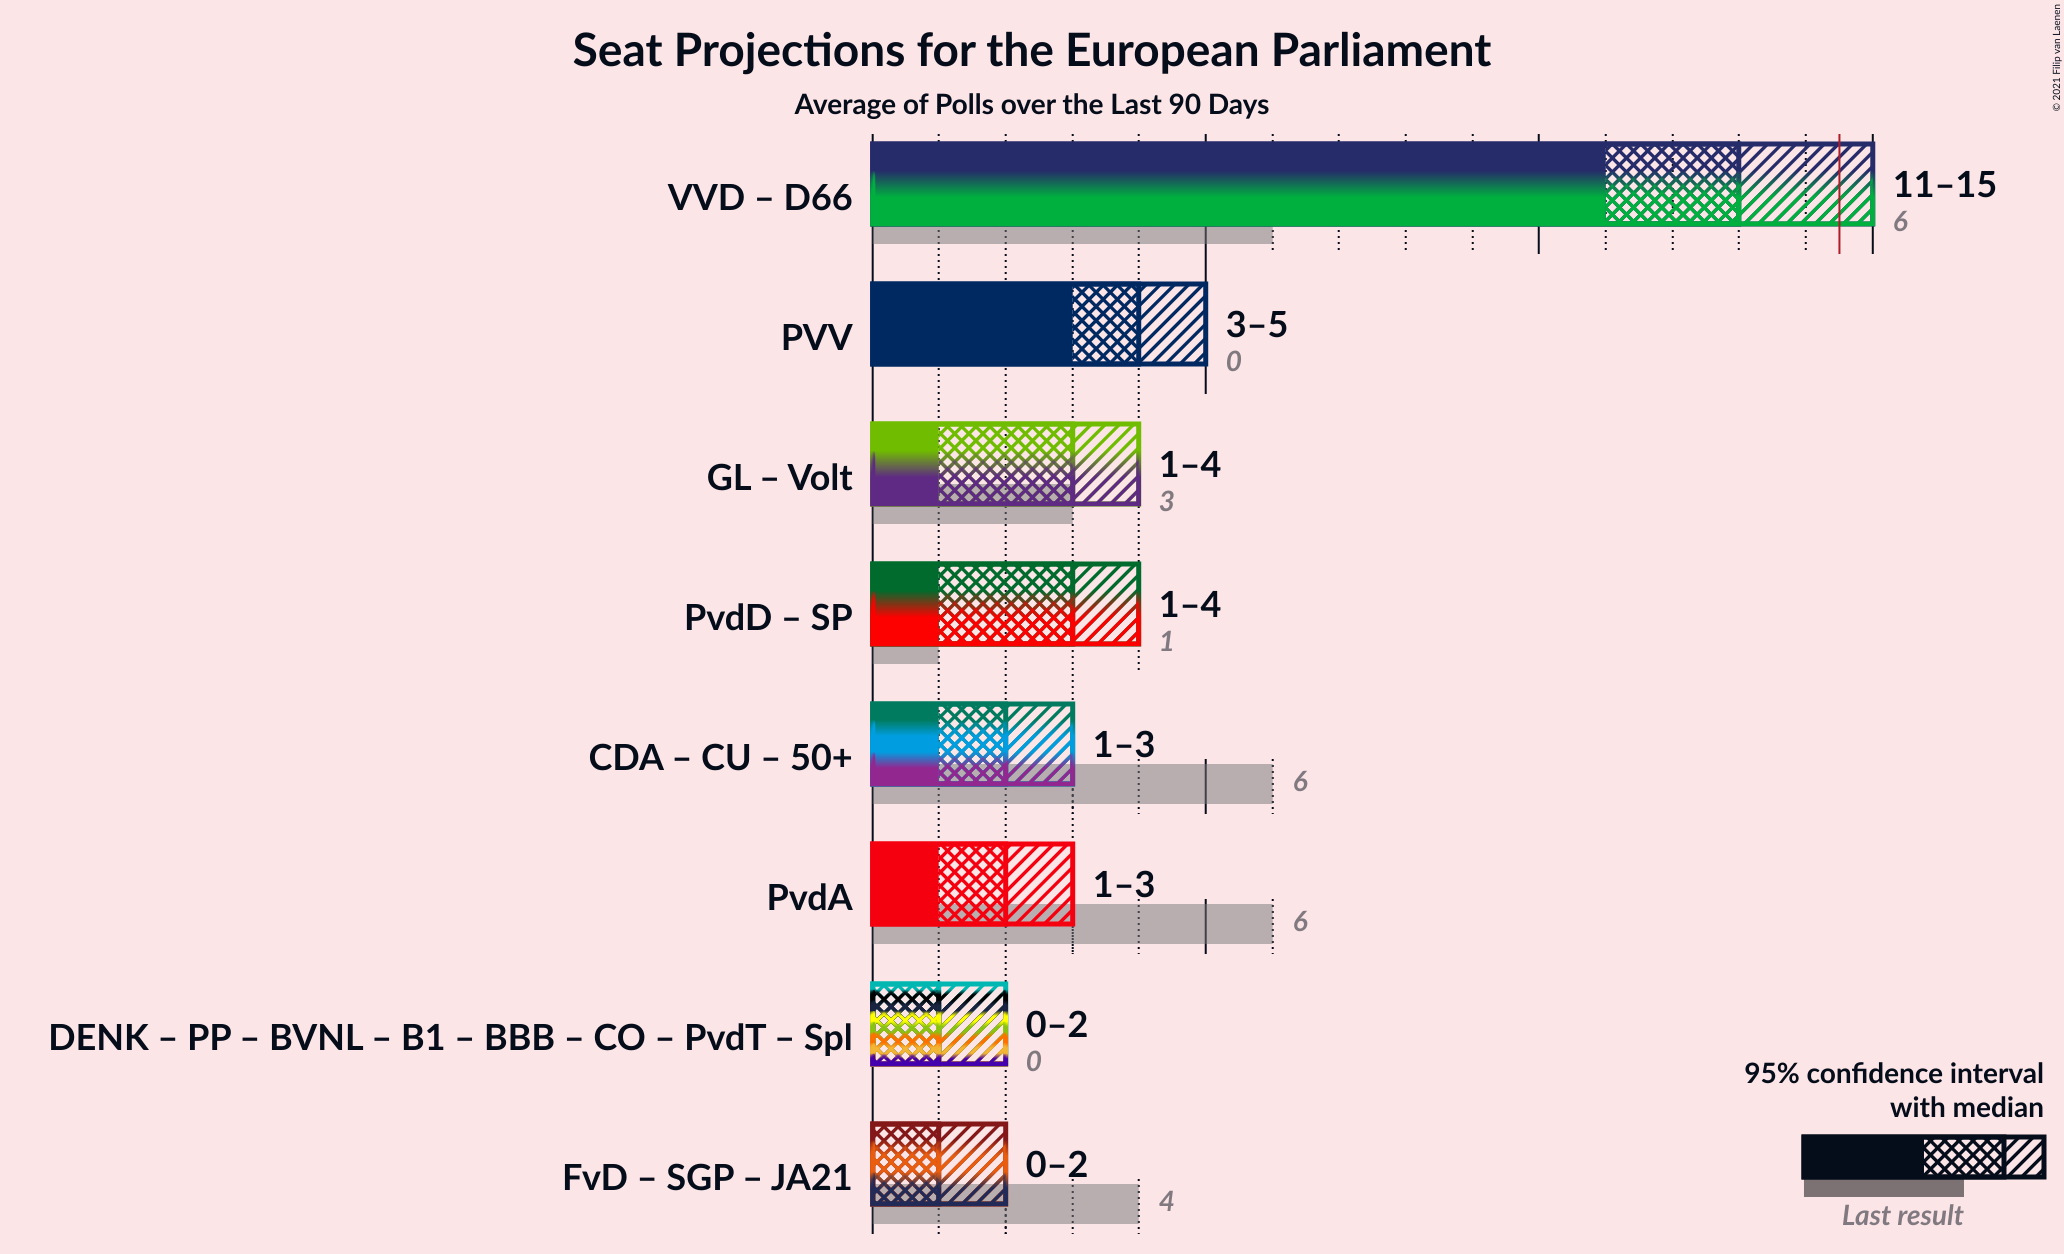 Seat Projections for the European Parliament
Average of Polls over the Last 90 Days
© 2021 Filip van Laenen
VVD – D66
11–15
6
PVV
3–5
0
GL – Volt
1–4
3
PvdD – SP
1–4
1
CDA – CU – 50+
1–3
6
PvdA
1–3
6
DENK – PP – BVNL – B1 – BBB – CO – PvdT – Spl
0–2
0
FvD – SGP – JA21
0–2
4
95% confidence interval
with median
Last result